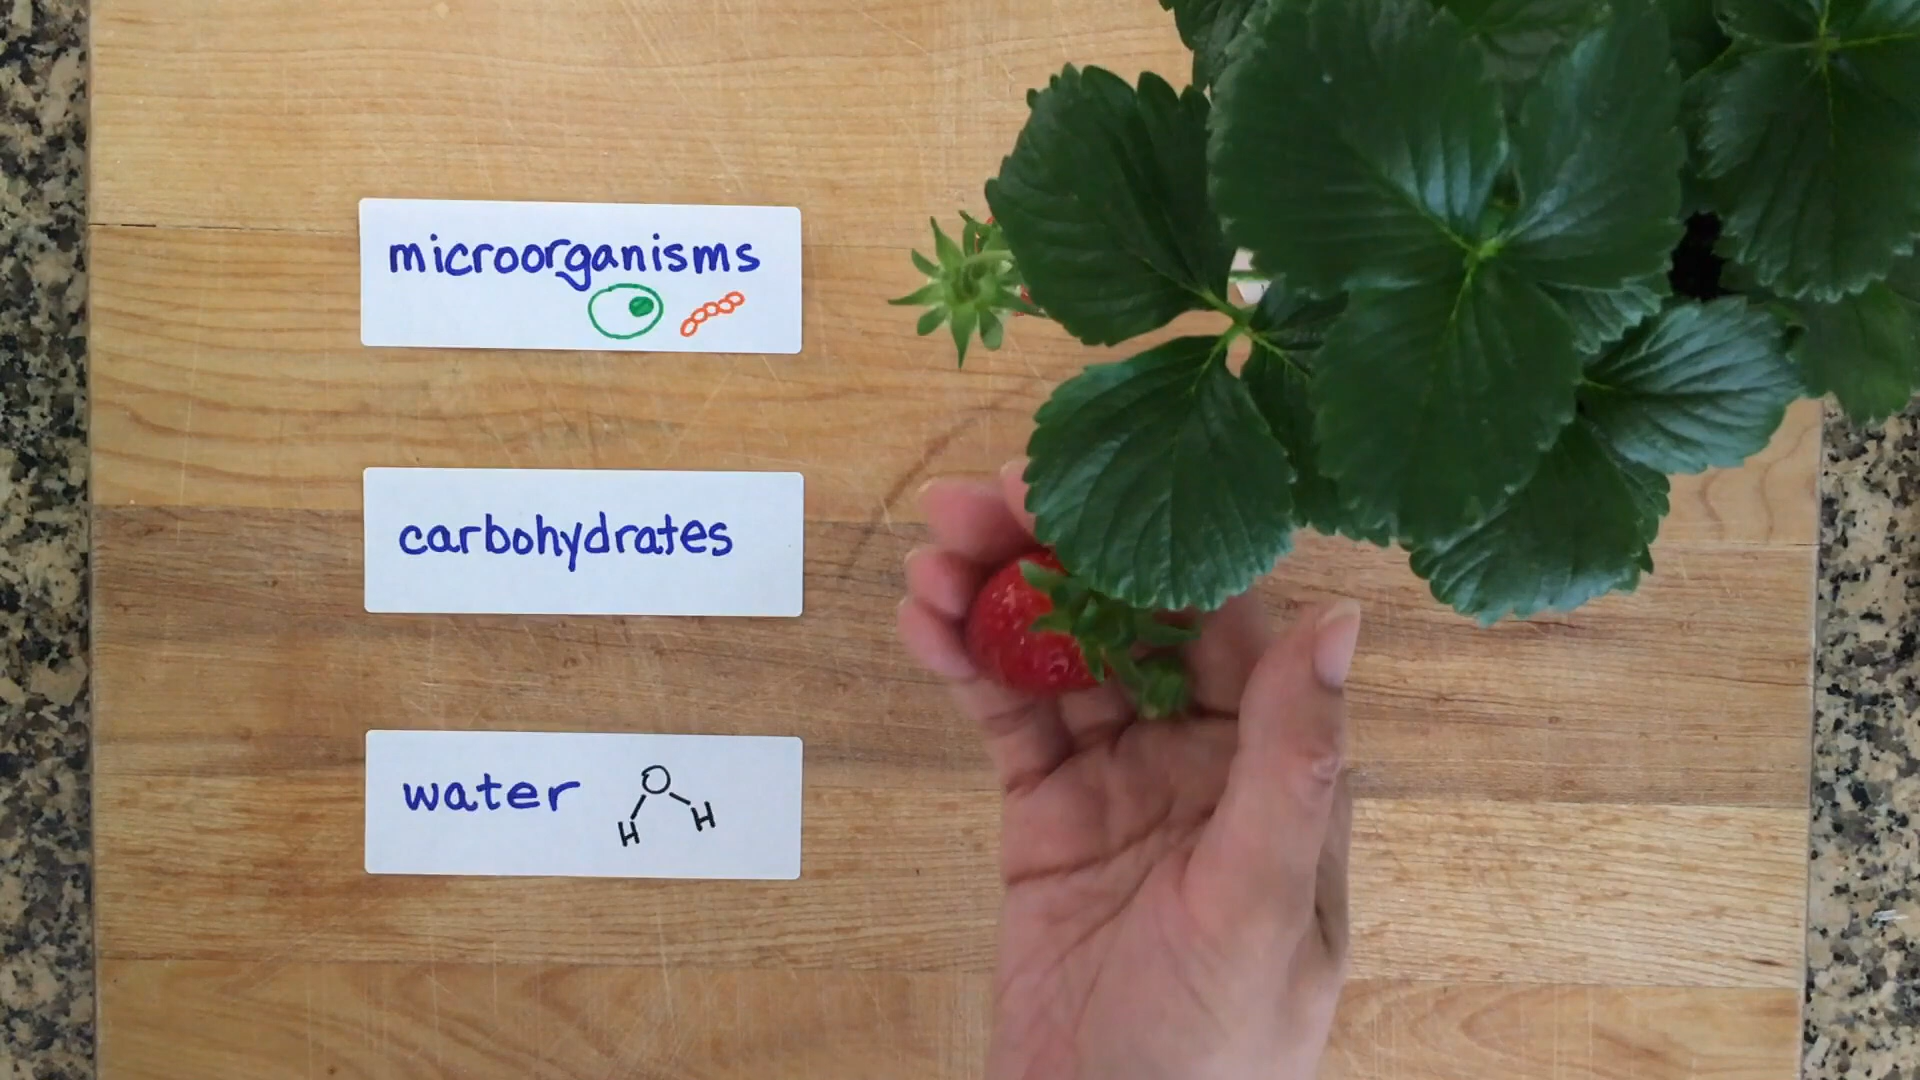 microorganisms
carbohydrates
water
O
H H